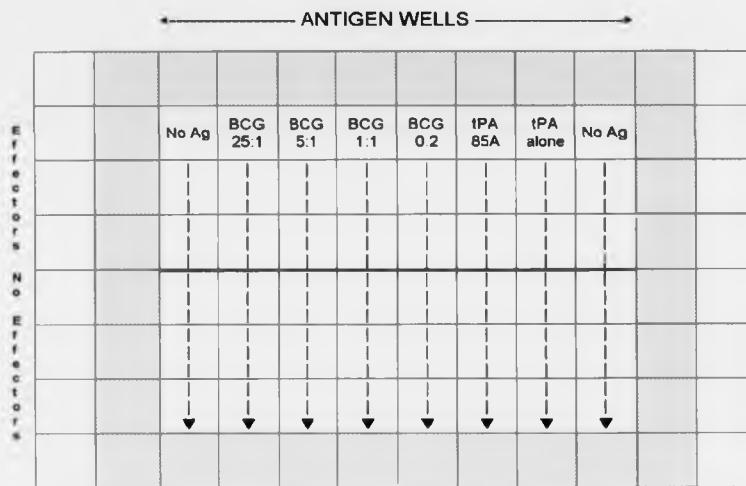 ANTIGEN WELLS
No Ag
BCG
25:1
BCG
5:1
BCG
1:1
BCG
0.2
tPA
85A
tPA
alone
No Ag
Effectors
No Effectors